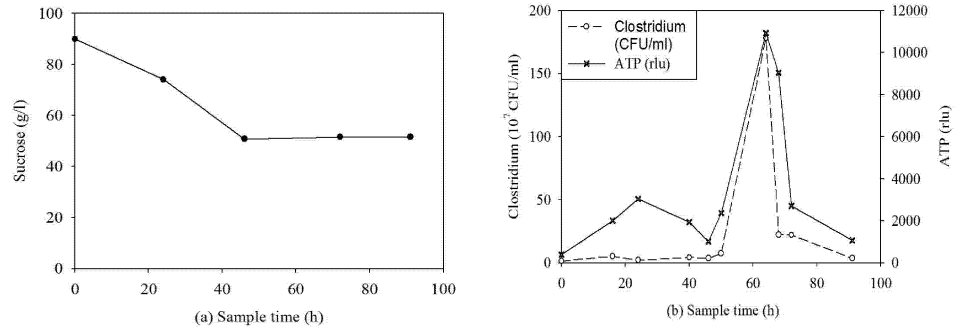 100
80
60
40
20
0
Sucrose (g/l)
0 20 40 60 80 100
(a) Sample time (h)
200
150
100
50
0
Clostridium (10⁷ CFU/ml)
Clostridium
(CFU/ml)
ATP (rlu)
12000
10000
8000
6000
4000
2000
0
ATP (rlu)
0 20 40 60 80 100
(b) Sample time (h)